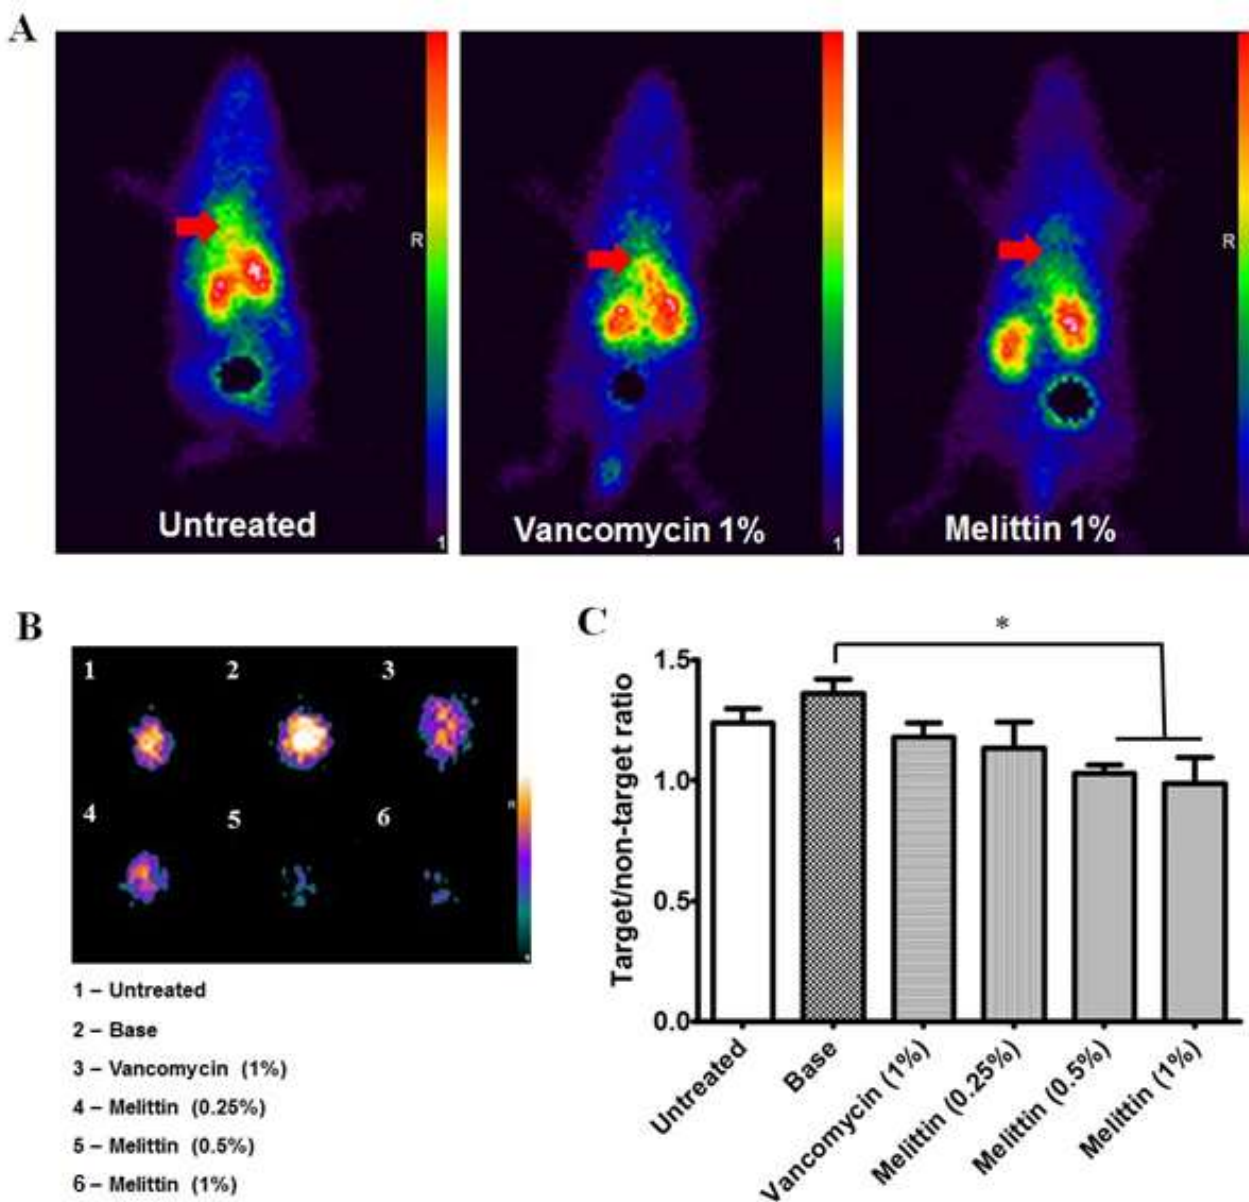 A
R
R
1
1
Untreated
Vancomycin 1%
Melittin 1%
B
1
2
3
4
5
6
1 – Untreated
2 – Base
3 – Vancomycin (1%)
4 – Melittin (0.25%)
5 – Melittin (0.5%)
6 – Melittin (1%)
C
*
Target/non-target ratio
1.5
1.0
0.5
0.0
Untreated
Base
Vancomycin (1%)
Melittin (0.25%)
Melittin (0.5%)
Melittin (1%)